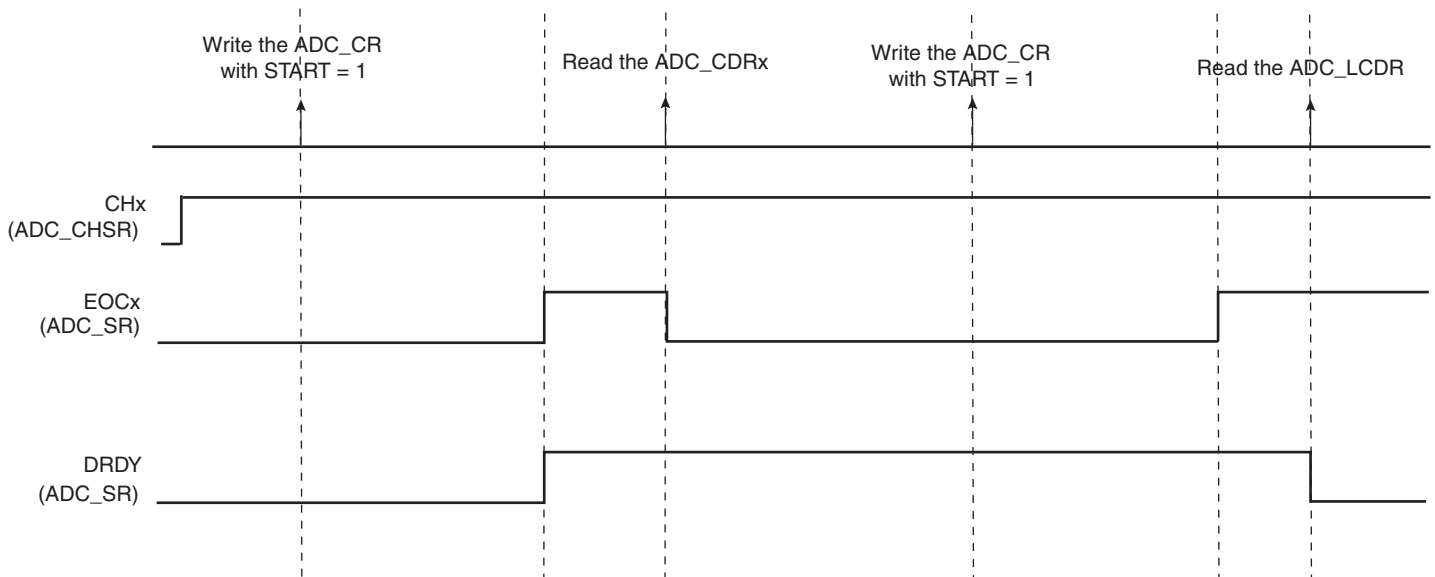 Write the ADC_CR
with START = 1
Read the ADC_CDRx
Write the ADC_CR
with START = 1
Read the ADC_LCDR
CHx
(ADC_CHSR)
EOCx
(ADC_SR)
DRDY
(ADC_SR)